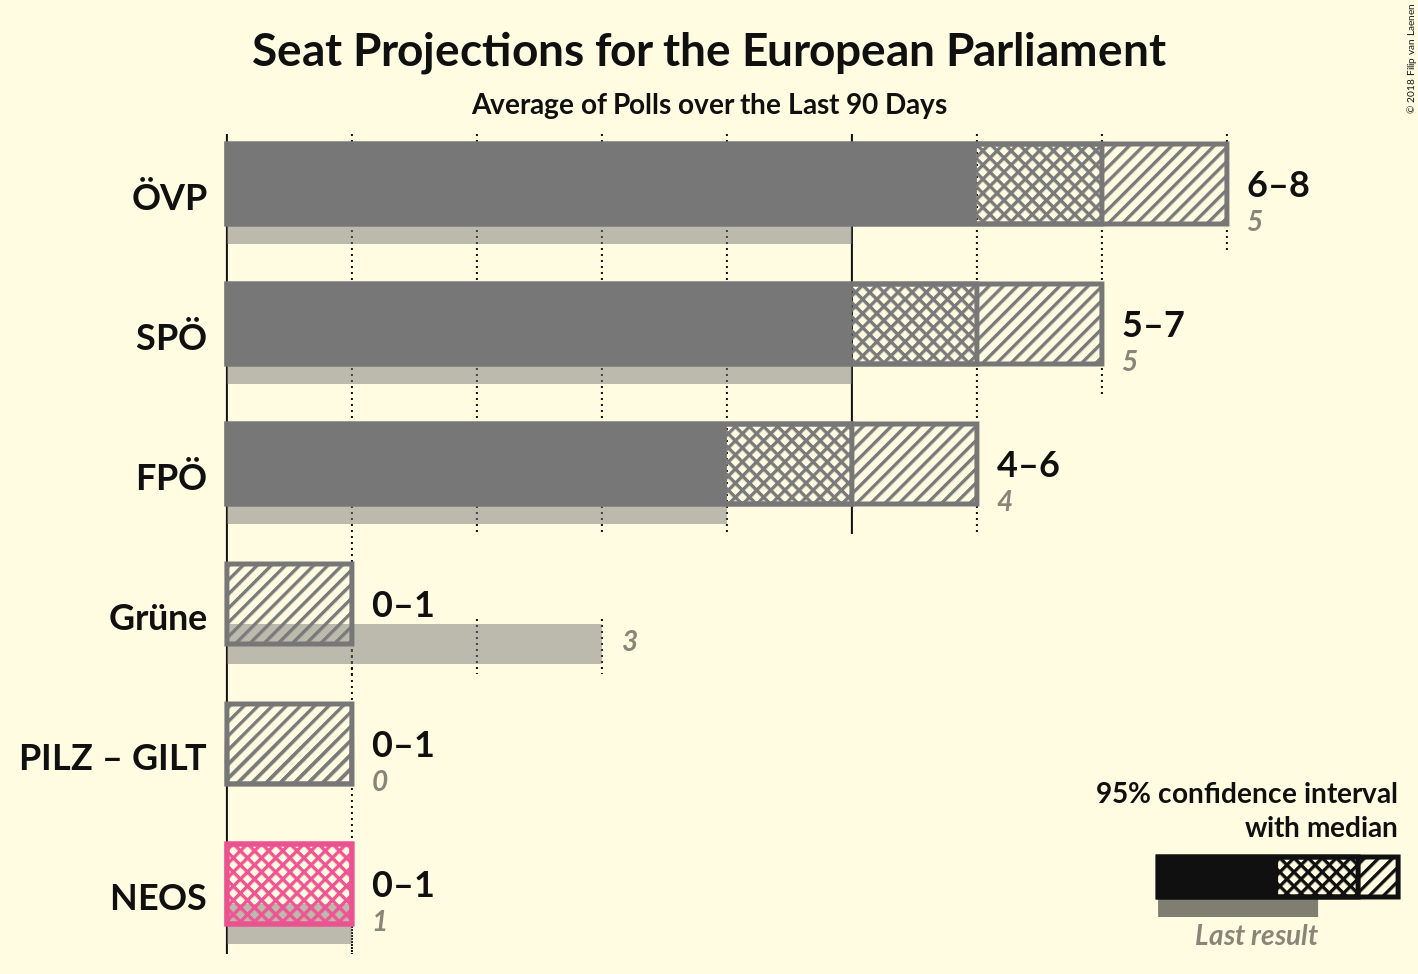 Seat Projections for the European Parliament
Average of Polls over the Last 90 Days
© 2018 Filip van Laenen
ÖVP
6–8
5
SPÖ
5–7
5
FPÖ
4–6
4
Grüne
0–1
3
PILZ – GILT
0–1
0
NEOS
0–1
1
95% confidence interval
with median
Last result